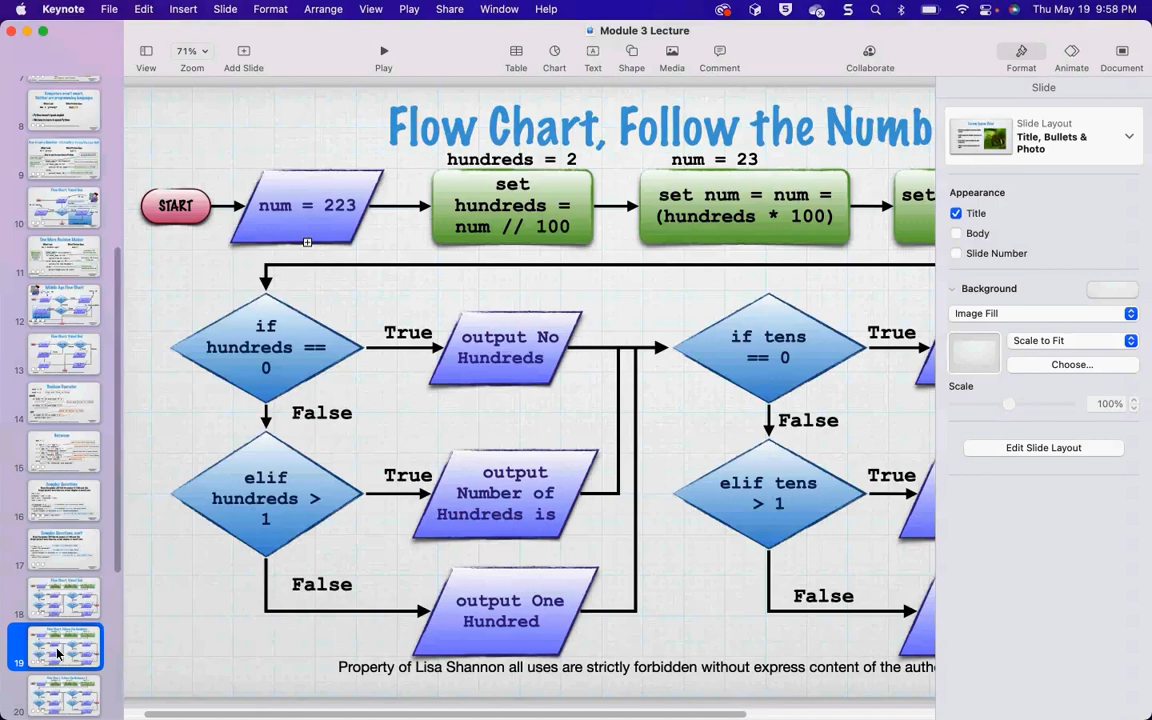 Keynote File Edit Insert Slide Format Arrange View Play Share Window Help Thu May 19 9:58 PM
Module 3 Lecture
71%
View Zoom Add Slide Play Table Chart Text Shape Media Comment Collaborate Format Animate Document
Slide
Slide Layout
Title, Bullets &
Photo
Appearance
Title
Body
Slide Number
Background
Image Fill
Scale to Fit
Choose...
Scale
100%
Edit Slide Layout
7
8
9
10
11
12
13
14
15
16
17
18
19
20
Flow Chart, Follow the Numb
hundreds = 2 num = 23
START
num = 223
set
hundreds =
num // 100
set num = num =
(hundreds * 100)
set
if
hundreds ==
0
True
output No
Hundreds
if tens
== 0
True
False
False
elif
hundreds >
1
True
output
Number of
Hundreds is
elif tens
> 1
True
False
False
output One
Hundred
Property of Lisa Shannon all uses are strictly forbidden without express content of the autho